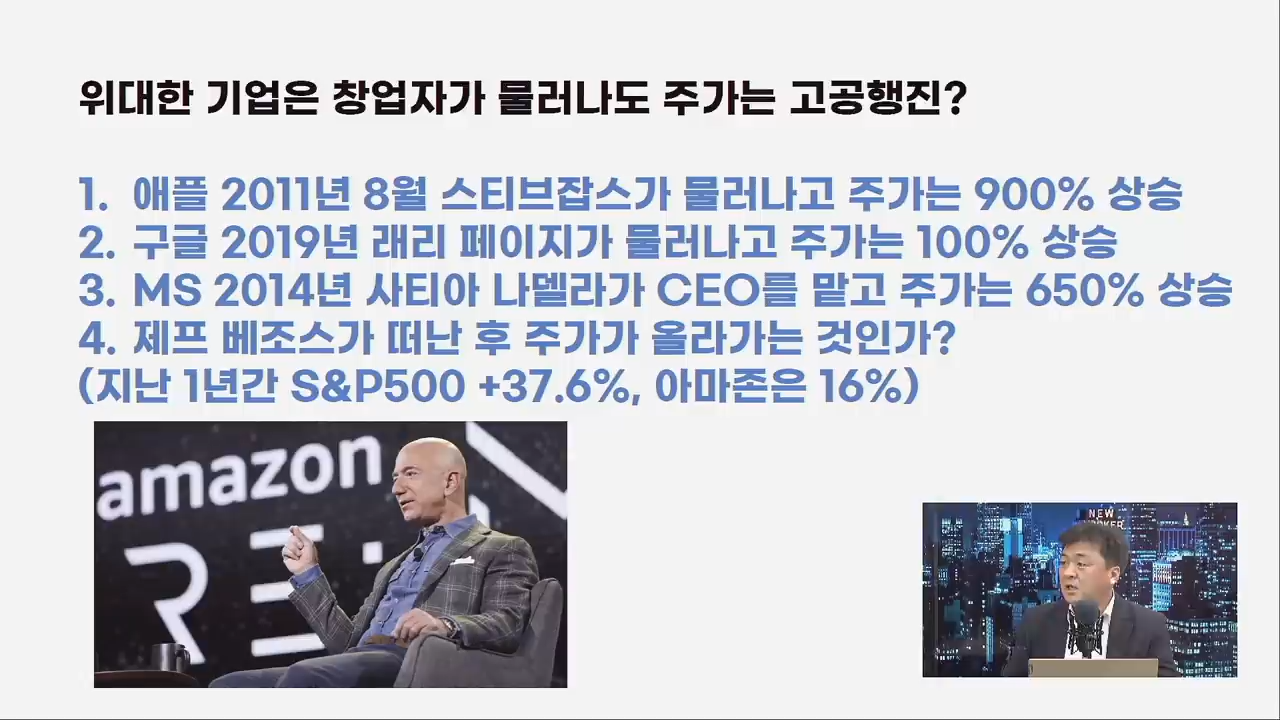 위대한 기업은 창업자가 물러나도 주가는 고공행진?
1. 애플 2011년 8월 스티브잡스가 물러나고 주가는 900% 상승
2. 구글 2019년 래리 페이지가 물러나고 주가는 100% 상승
3. MS 2014년 사티아 나델라가 CEO를 맡고 주가는 650% 상승
4. 제프 베조스가 떠난 후 주가가 올라가는 것인가?
(지난 1년간 S&P500 +37.6%, 아마존은 16%)
amazon
RE:
NEW